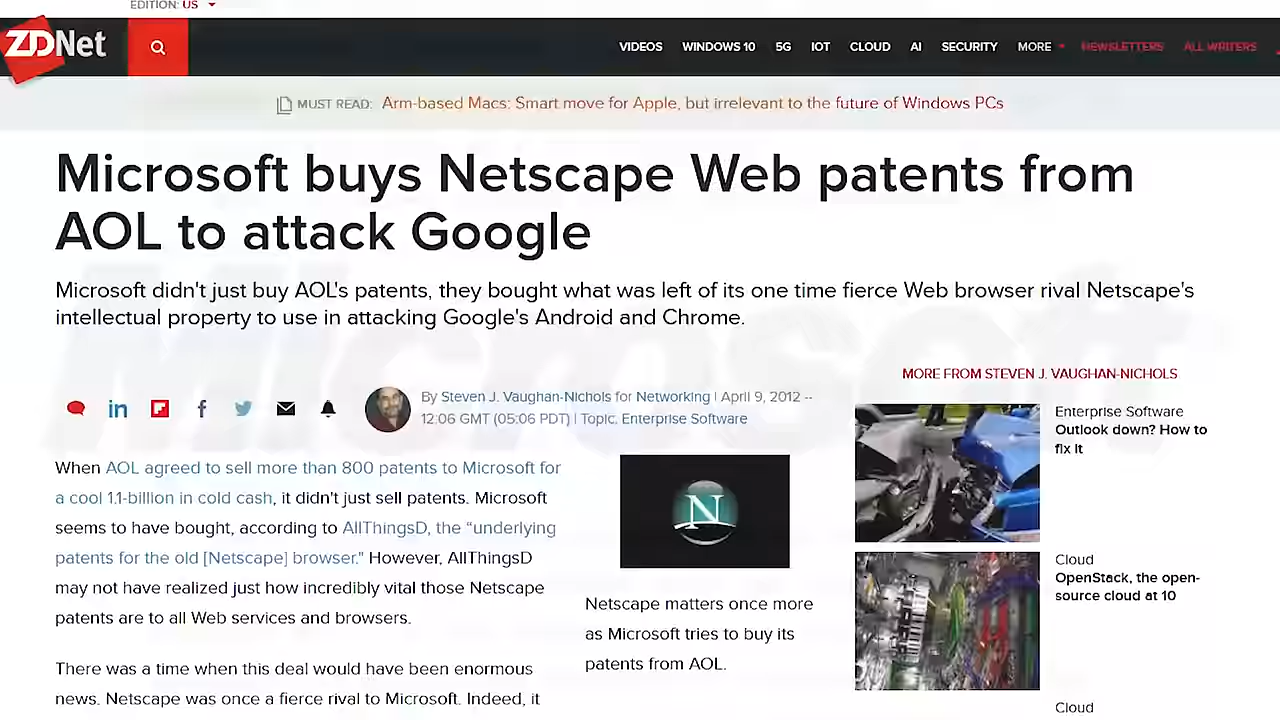 EDITION: US
ZDNet
VIDEOS WINDOWS 10 5G IOT CLOUD AI SECURITY MORE NEWSLETTERS ALL WRITERS
MUST READ: Arm-based Macs: Smart move for Apple, but irrelevant to the future of Windows PCs
Microsoft buys Netscape Web patents from
AOL to attack Google
Microsoft didn't just buy AOL's patents, they bought what was left of its one time fierce Web browser rival Netscape's
intellectual property to use in attacking Google's Android and Chrome.
By Steven J. Vaughan-Nichols for Networking | April 9, 2012 --
12:06 GMT (05:06 PDT) | Topic: Enterprise Software
When AOL agreed to sell more than 800 patents to Microsoft for
a cool 1.1-billion in cold cash, it didn't just sell patents. Microsoft
seems to have bought, according to AllThingsD, the “underlying
patents for the old [Netscape] browser." However, AllThingsD
may not have realized just how incredibly vital those Netscape
patents are to all Web services and browsers.
There was a time when this deal would have been enormous
news. Netscape was once a fierce rival to Microsoft. Indeed, it
N
Netscape matters once more
as Microsoft tries to buy its
patents from AOL.
MORE FROM STEVEN J. VAUGHAN-NICHOLS
Enterprise Software
Outlook down? How to
fix it
Cloud
OpenStack, the open-
source cloud at 10
Cloud
Microsoft